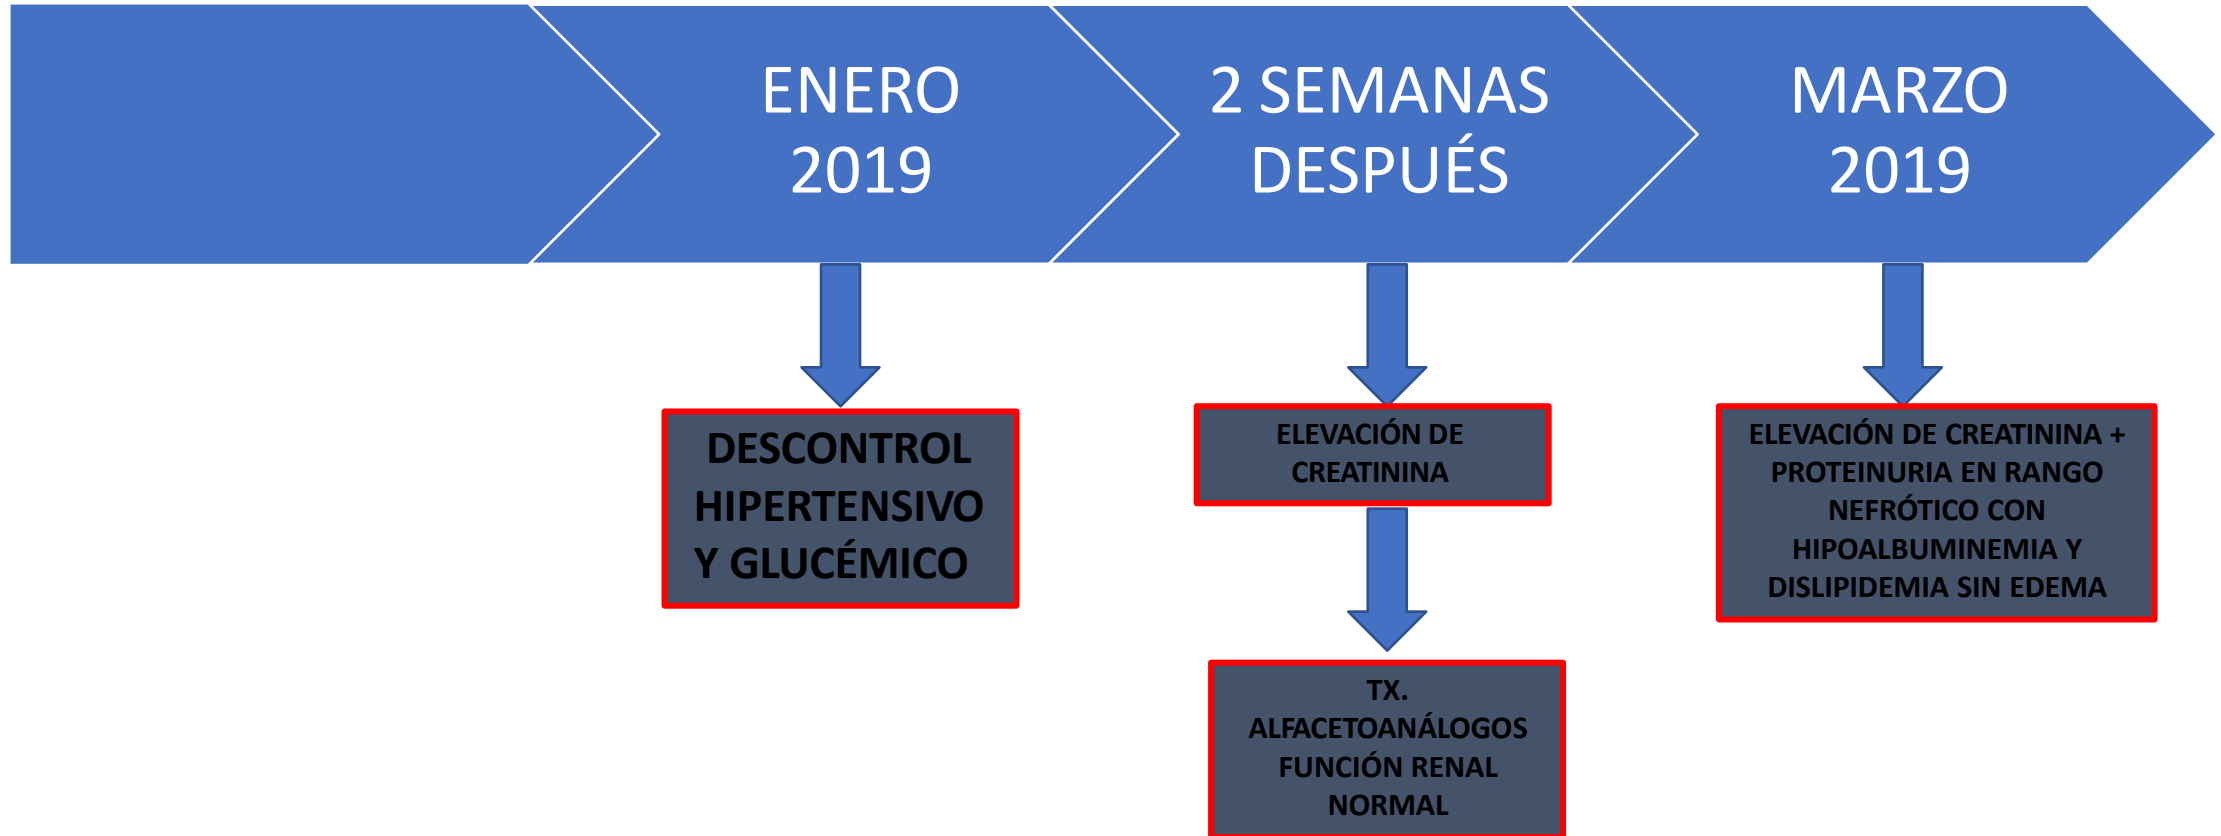 ENERO
2019
2 SEMANAS
DESPUÉS
MARZO
2019
DESCONTROL
HIPERTENSIVO
Y GLUCÉMICO
ELEVACIÓN DE
CREATININA
TX.
ALFACETOANÁLOGOS
FUNCIÓN RENAL
NORMAL
ELEVACIÓN DE CREATININA +
PROTEINURIA EN RANGO
NEFRÓTICO CON
HIPOALBUMINEMIA Y
DISLIPIDEMIA SIN EDEMA